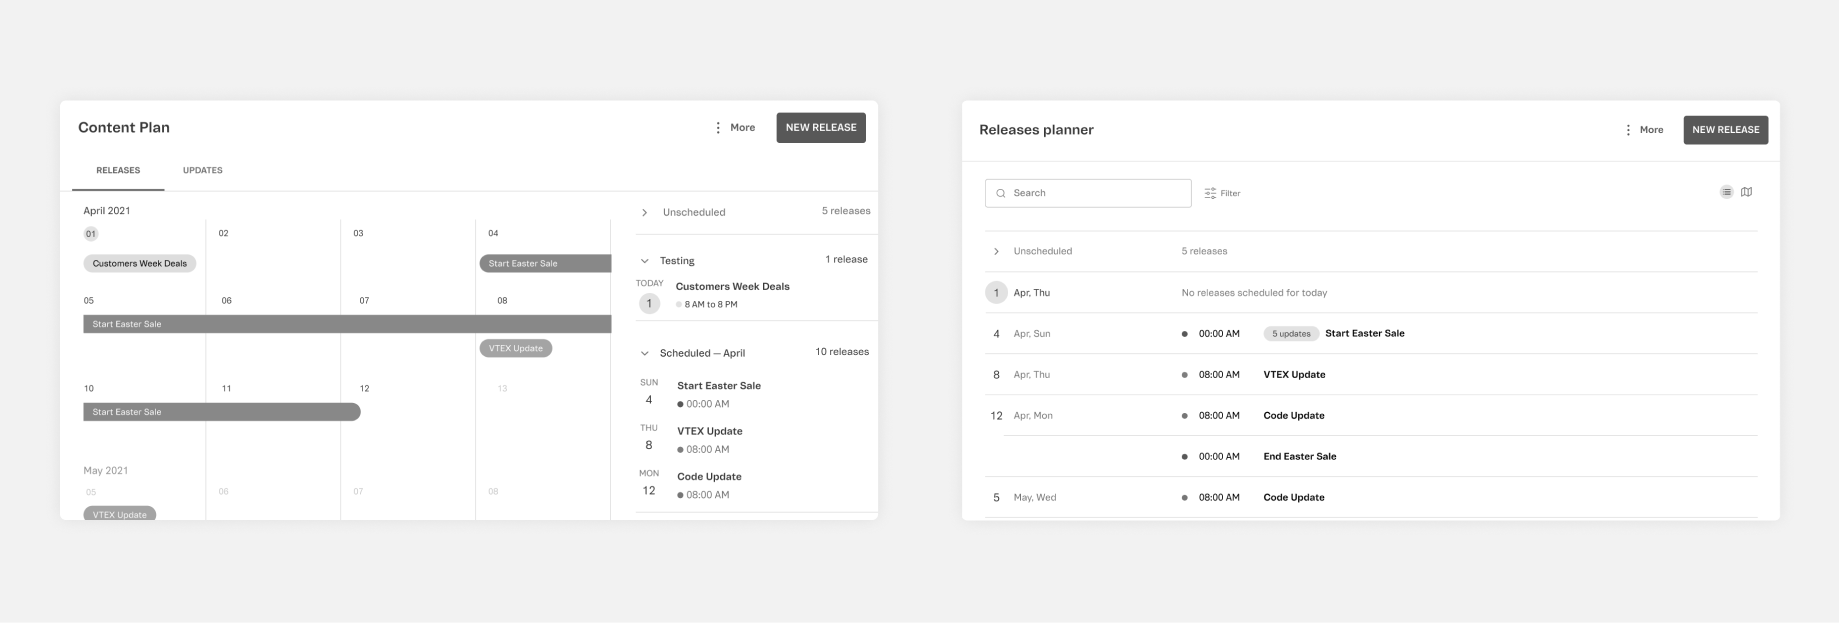 Content Plan
More
NEW RELEASE
RELEASES
UPDATES
April 2021
01
02
03
04
Customers Week Deals
Start Easter Sale
05
06
07
08
Start Easter Sale
VTEX Update
10
11
12
13
Start Easter Sale
May 2021
05
06
07
08
VTEX Update
Unscheduled
5 releases
Testing
1 release
TODAY
1
Customers Week Deals
8 AM to 8 PM
Scheduled – April
10 releases
SUN
4
Start Easter Sale
00:00 AM
THU
8
VTEX Update
08:00 AM
MON
12
Code Update
08:00 AM
Releases planner
More
NEW RELEASE
Search
Filter
Unscheduled
5 releases
1 Apr, Thu
No releases scheduled for today
4 Apr, Sun
00:00 AM
5 updates
Start Easter Sale
8 Apr, Thu
08:00 AM
VTEX Update
12 Apr, Mon
08:00 AM
Code Update
00:00 AM
End Easter Sale
5 May, Wed
08:00 AM
Code Update